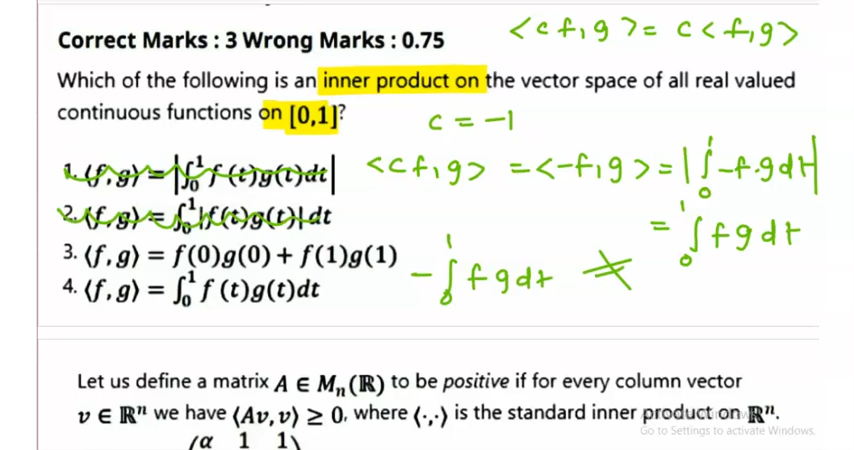 Correct Marks : 3 Wrong Marks : 0.75
<cf,g> = c<f,g>
Which of the following is an inner product on the vector space of all real valued
continuous functions on [0,1]?
c = -1
1. ⟨f,g⟩ = |∫₀¹ f(t)g(t)dt|
<cf,g> = <-f,g> = |∫₀¹ -f.g dt|
2. ⟨f,g⟩ = ∫₀¹|f(t)g(t)|dt
= ∫₀¹ fg dt
3. ⟨f,g⟩ = f(0)g(0) + f(1)g(1)
-∫₀¹ fg dt ≠
4. ⟨f,g⟩ = ∫₀¹ f(t)g(t)dt
Let us define a matrix A ∈ Mₙ(ℝ) to be positive if for every column vector
v ∈ ℝⁿ we have ⟨Av,v⟩ ≥ 0, where ⟨·,·⟩ is the standard inner product on ℝⁿ.
Go to Settings to activate Windows.
(α 1 1)